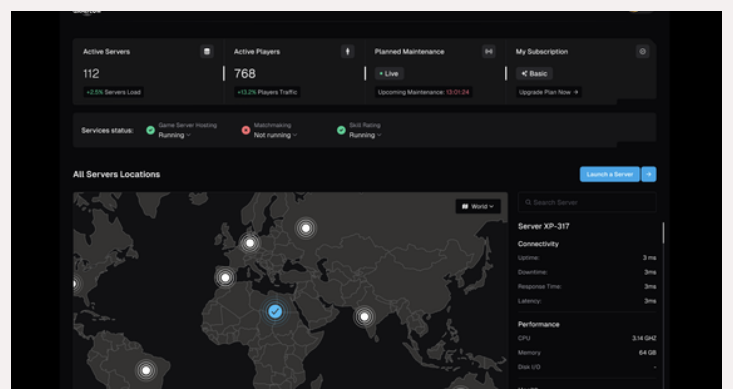 Active Servers
112
+2.5% Servers Load
Active Players
768
+13.2% Players Traffic
Planned Maintenance
Live
Upcoming Maintenance: 13:01:24
My Subscription
Basic
Upgrade Plan Now →
Services status:
Game Server Hosting
Running
Matchmaking
Not running
Skill Rating
Running
All Servers Locations
Launch a Server →
World
Search Server
Server XP-317
Connectivity
Uptime: 3 ms
Downtime: 3ms
Response Time: 3ms
Latency: 3ms
Performance
CPU 3.14 GHZ
Memory 64 GB
Disk I/O -